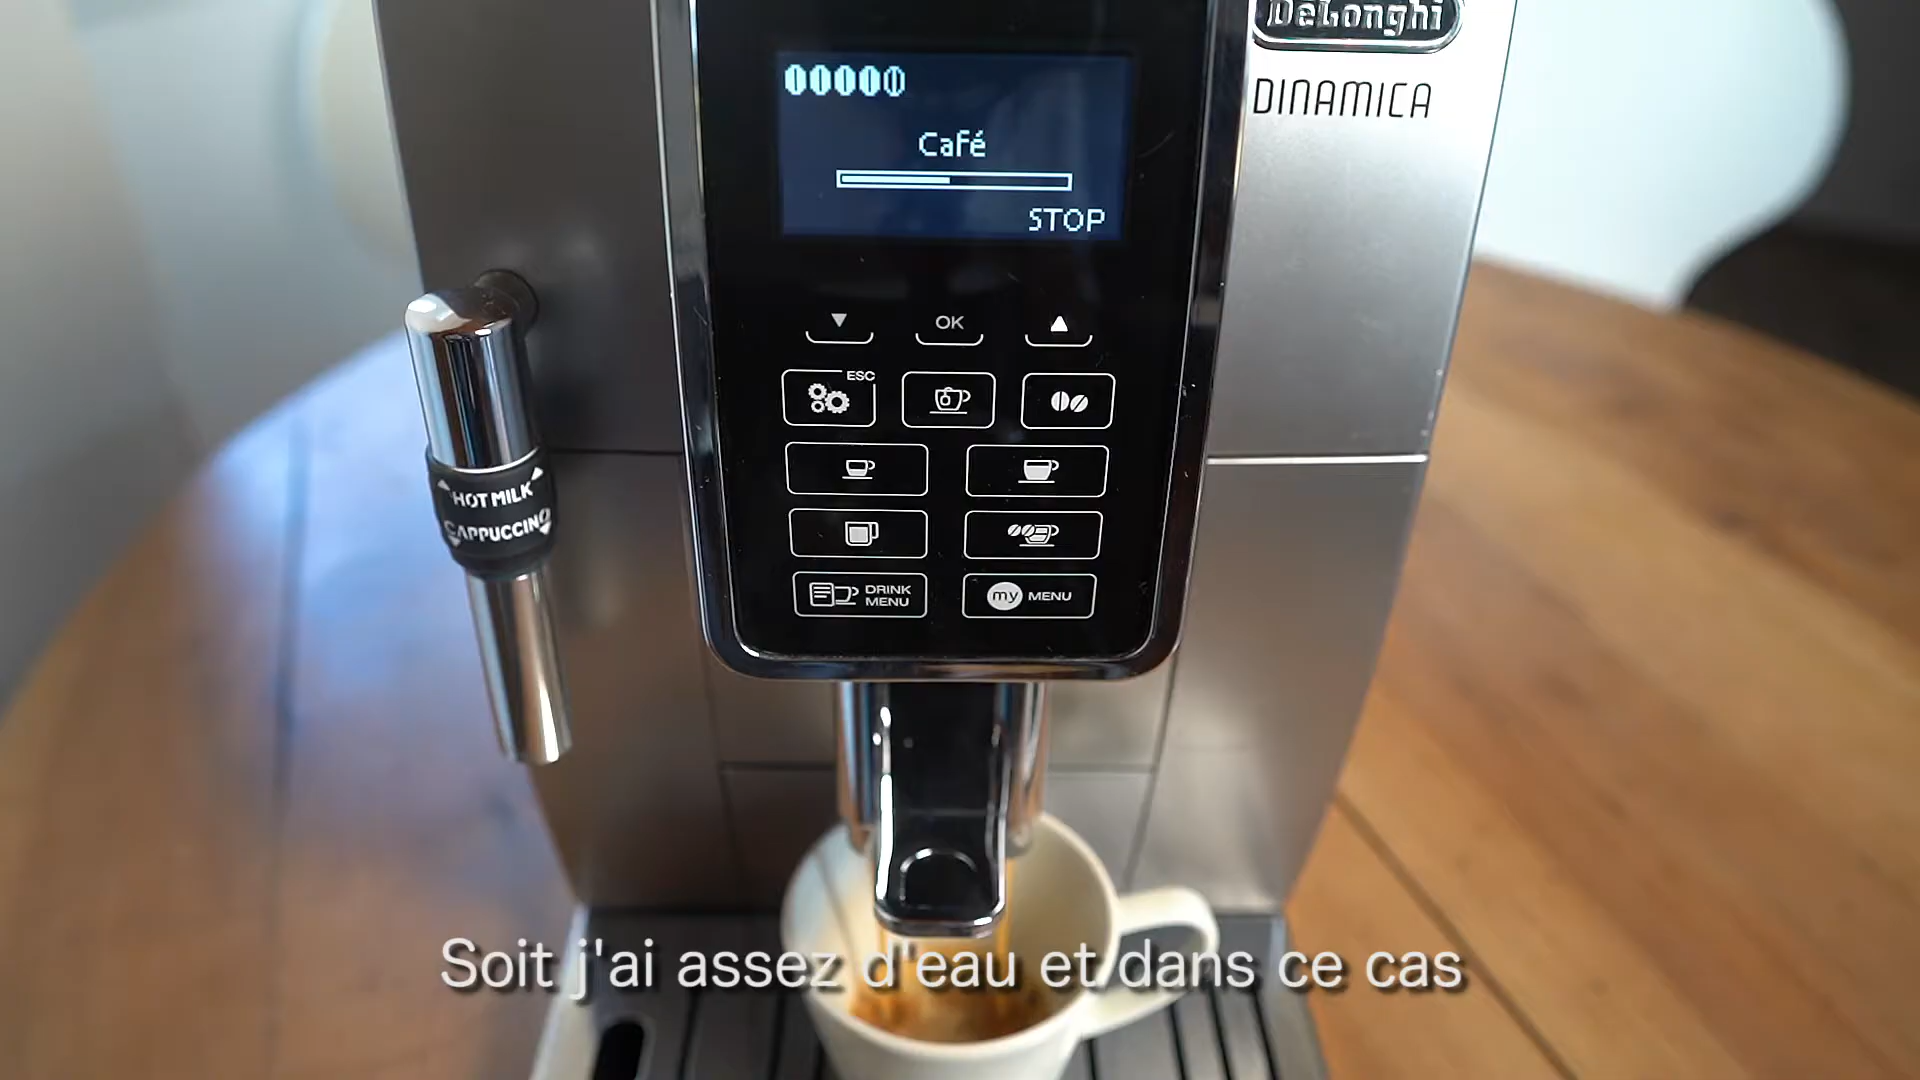 DeLonghi
DINAMICA
Café
STOP
OK
ESC
HOT MILK
CAPPUCCINO
DRINK
MENU
my MENU
Soit j'ai assez d'eau et dans ce cas